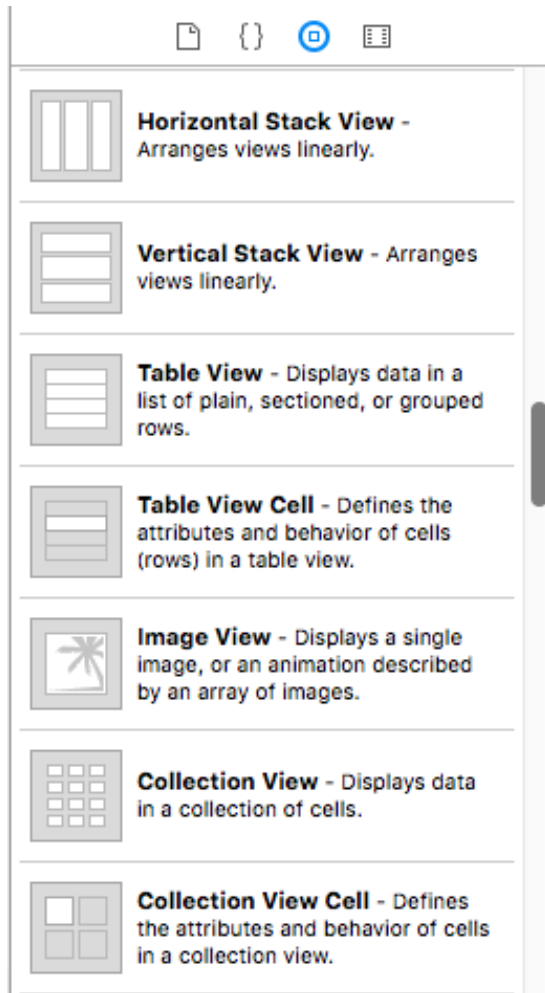 {}
Horizontal Stack View -
Arranges views linearly.
Vertical Stack View - Arranges
views linearly.
Table View - Displays data in a
list of plain, sectioned, or grouped
rows.
Table View Cell - Defines the
attributes and behavior of cells
(rows) in a table view.
Image View - Displays a single
image, or an animation described
by an array of images.
Collection View - Displays data
in a collection of cells.
Collection View Cell - Defines
the attributes and behavior of cells
in a collection view.